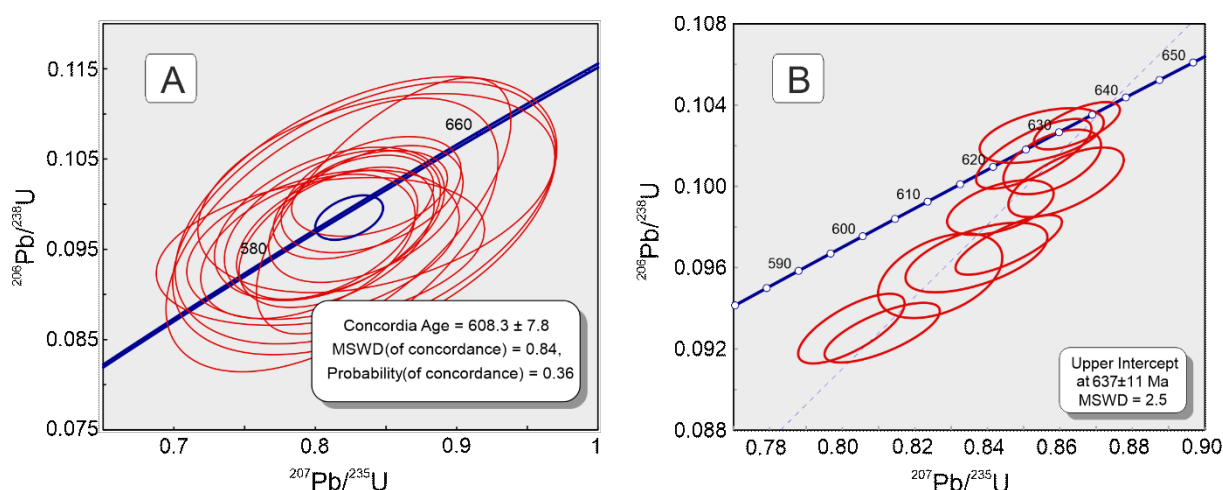 A
0.115
0.105
0.095
0.085
0.075
²⁰⁶Pb/²³⁸U
660
580
Concordia Age = 608.3 ± 7.8
MSWD(of concordance) = 0.84,
Probability(of concordance) = 0.36
0.7
0.8
0.9
1
²⁰⁷Pb/²³⁵U
B
0.108
0.104
0.100
0.096
0.092
0.088
²⁰⁶Pb/²³⁸U
650
640
630
620
610
600
590
Upper Intercept
at 637±11 Ma
MSWD = 2.5
0.78
0.80
0.82
0.84
0.86
0.88
0.90
²⁰⁷Pb/²³⁵U